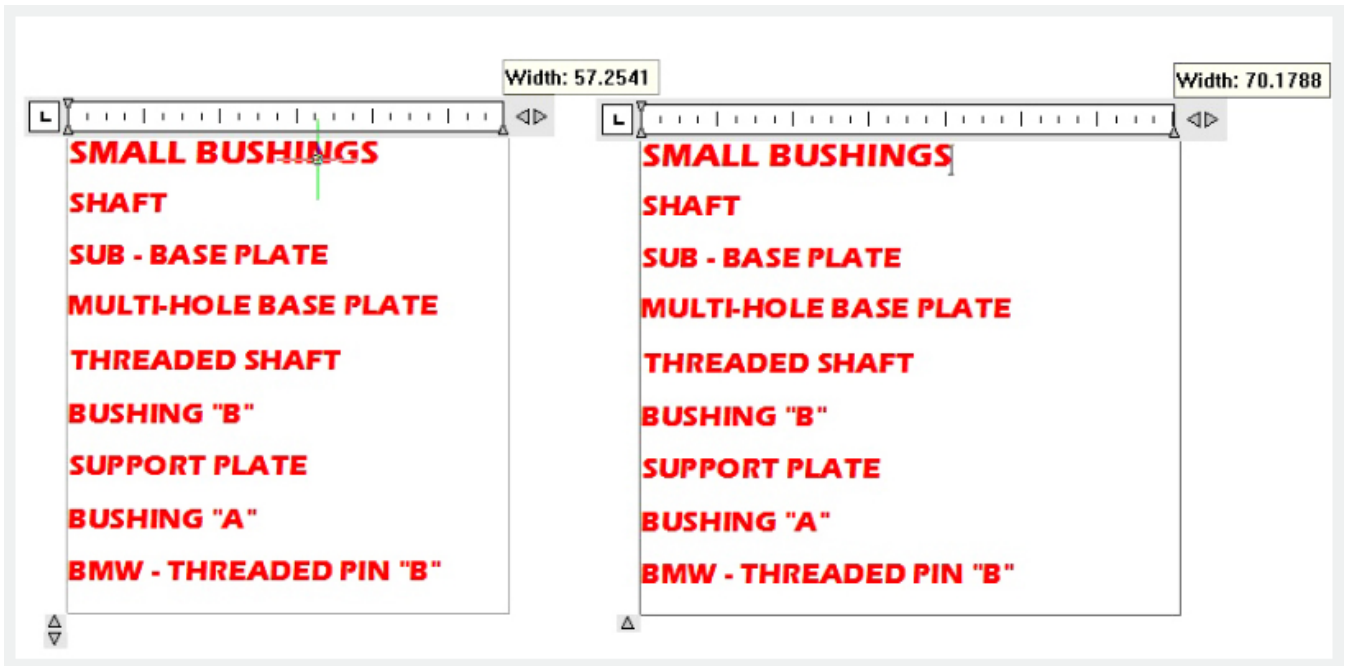 Width: 57.2541
SMALL BUSHINGS
SHAFT
SUB - BASE PLATE
MULTI-HOLE BASE PLATE
THREADED SHAFT
BUSHING "B"
SUPPORT PLATE
BUSHING "A"
BMW - THREADED PIN "B"
Width: 70.1788
SMALL BUSHINGS
SHAFT
SUB - BASE PLATE
MULTI-HOLE BASE PLATE
THREADED SHAFT
BUSHING "B"
SUPPORT PLATE
BUSHING "A"
BMW - THREADED PIN "B"